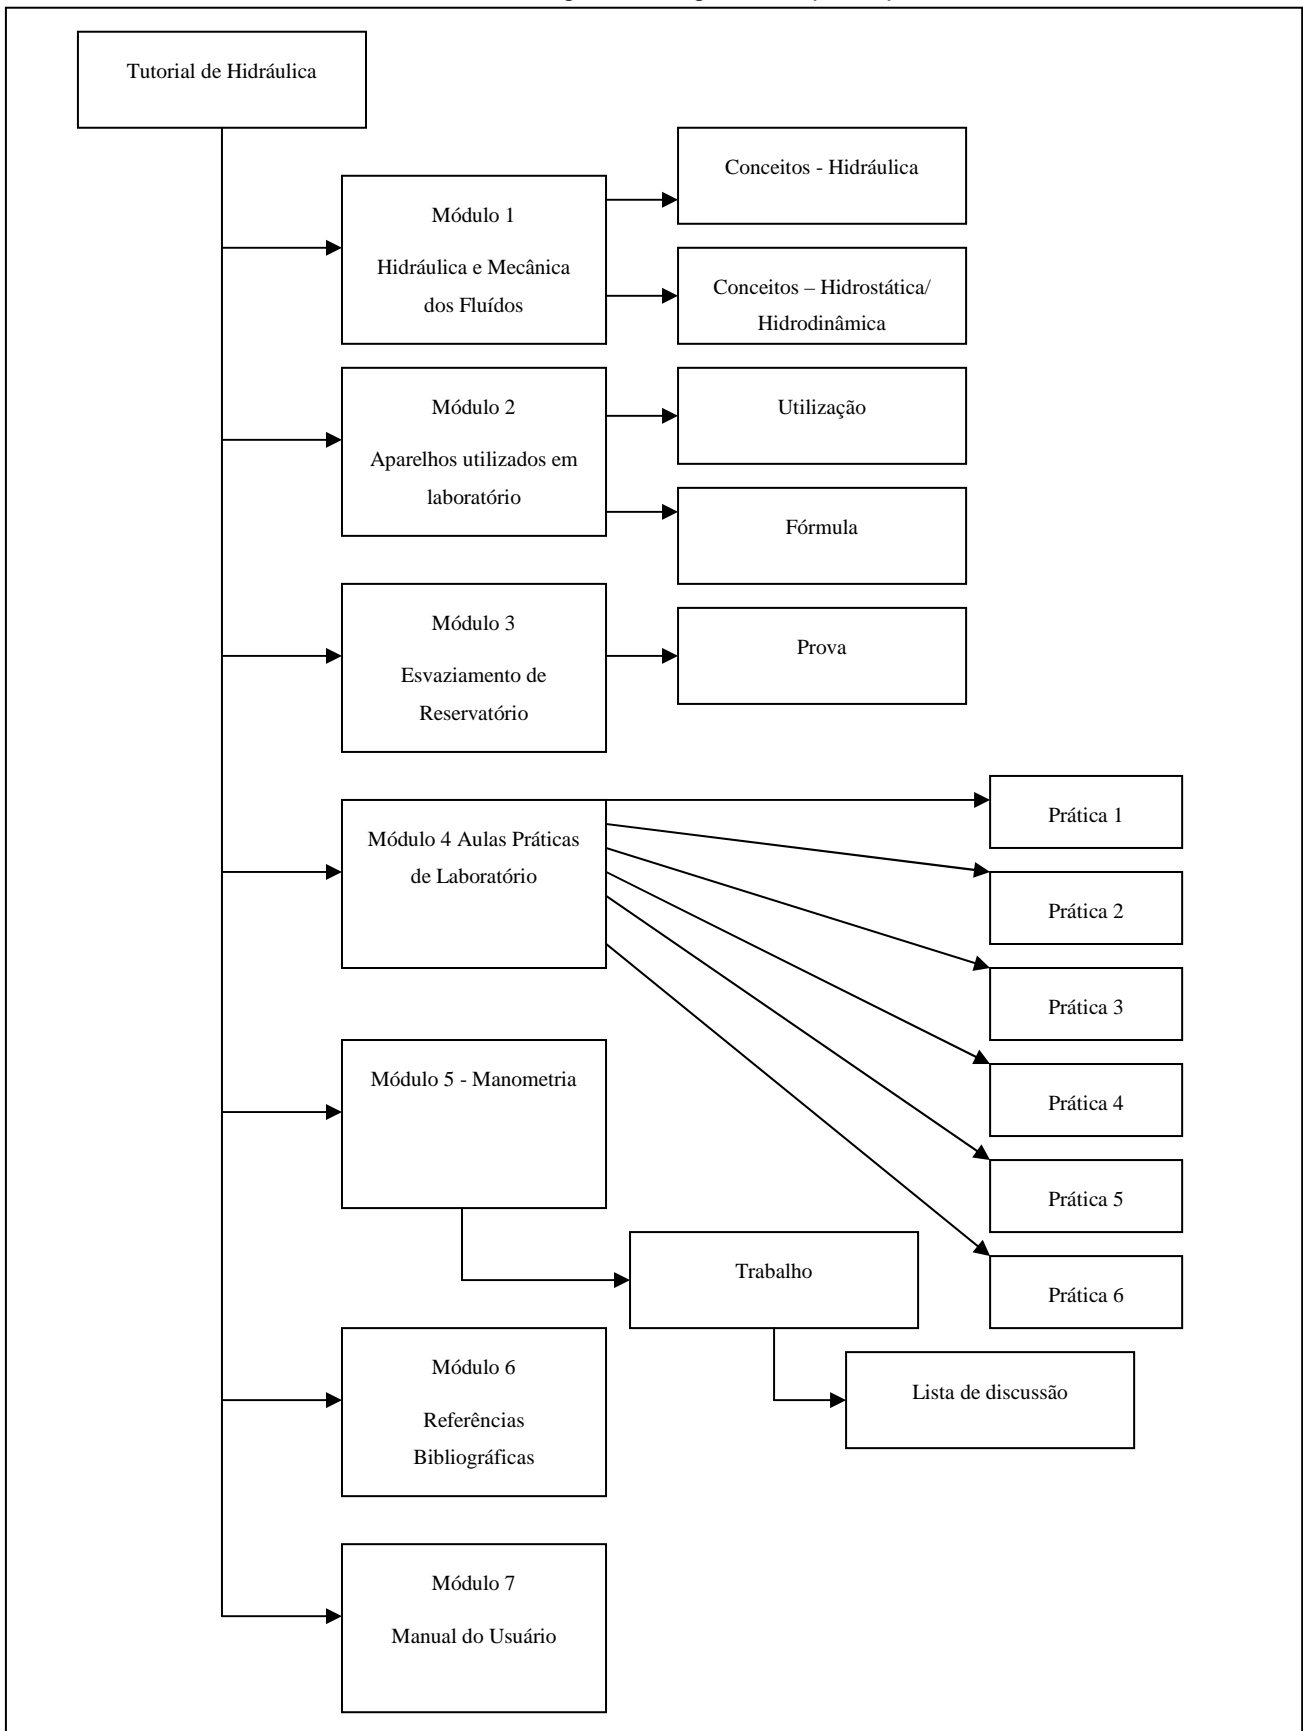 Tutorial de Hidráulica
Módulo 1
Hidráulica e Mecânica
dos Fluídos
Conceitos - Hidráulica
Conceitos – Hidrostática/
Hidrodinâmica
Módulo 2
Aparelhos utilizados em
laboratório
Utilização
Fórmula
Módulo 3
Esvaziamento de
Reservatório
Prova
Módulo 4 Aulas Práticas
de Laboratório
Prática 1
Prática 2
Prática 3
Prática 4
Prática 5
Prática 6
Módulo 5 - Manometria
Trabalho
Lista de discussão
Módulo 6
Referências
Bibliográficas
Módulo 7
Manual do Usuário